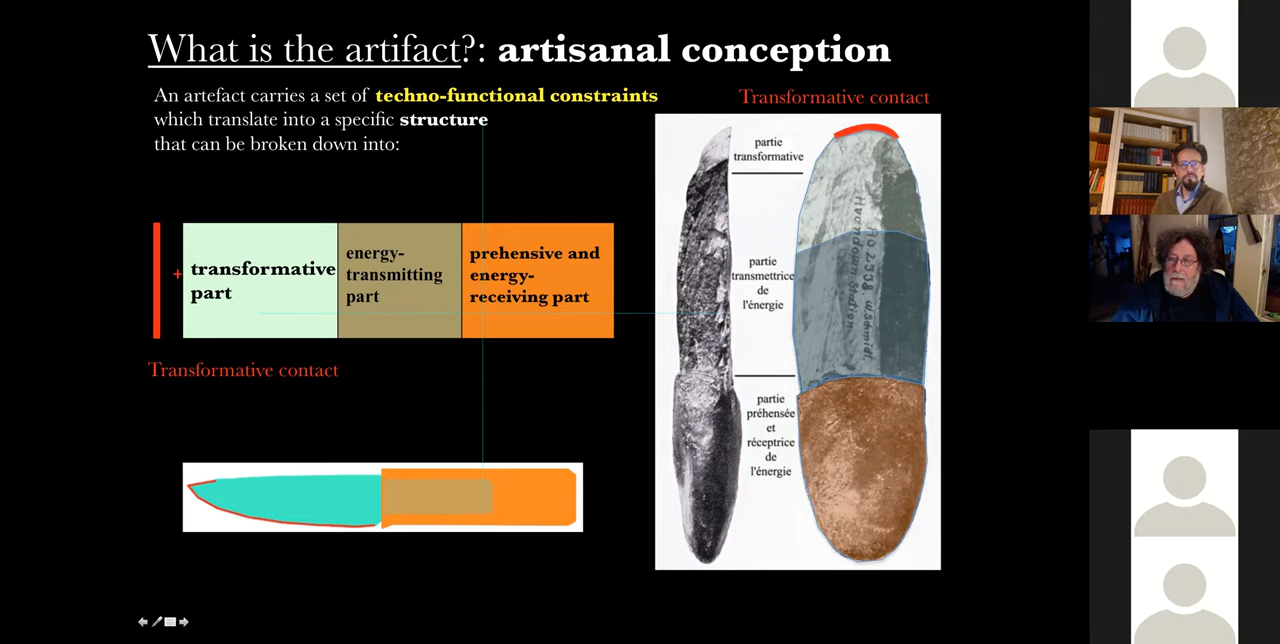 What is the artifact?: artisanal conception
An artefact carries a set of techno-functional constraints
which translate into a specific structure
that can be broken down into:
+
transformative
part
energy-
transmitting
part
prehensive and
energy-
receiving part
Transformative contact
Transformative contact
partie
transformative
partie
transmettrice
de
l'énergie
partie
préhensée
et
réceptrice
de
l'énergie